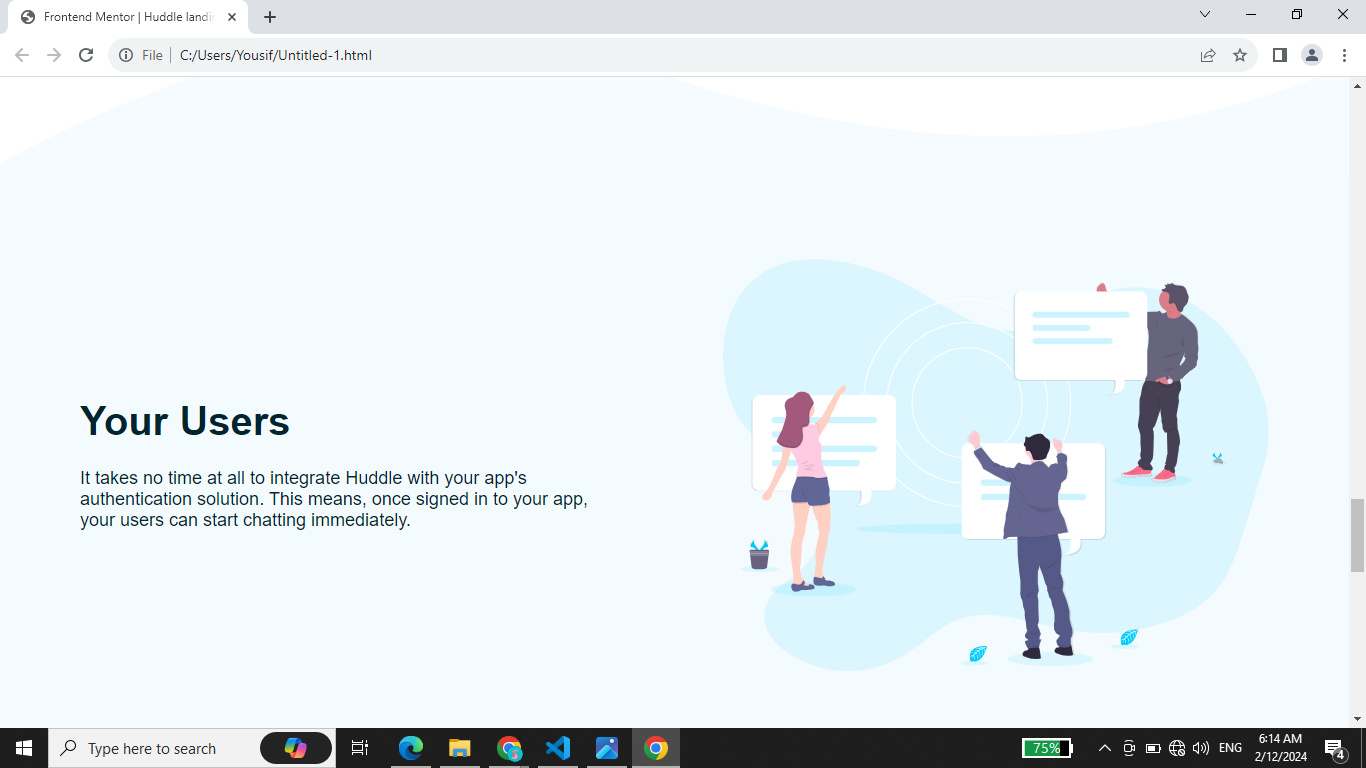 Frontend Mentor | Huddle landin
File
C:/Users/Yousif/Untitled-1.html
Your Users
It takes no time at all to integrate Huddle with your app's
authentication solution. This means, once signed in to your app,
your users can start chatting immediately.
Type here to search
75%
ENG
6:14 AM
2/12/2024
4